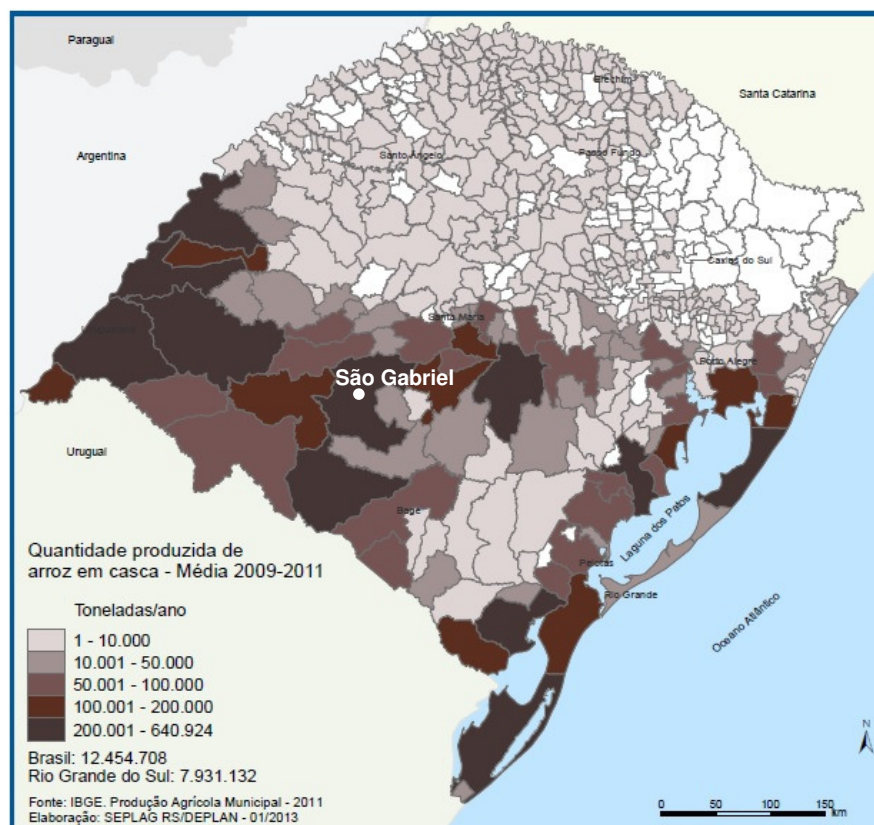 Paraguai
Santa Catarina
Argentina
Erechim
Santo Ângelo
Passo Fundo
Caxias do Sul
Santa Maria
Uruguaiana
Porto Alegre
São Gabriel
Uruguai
Bagé
Laguna dos Patos
Pelotas
Rio Grande
Oceano Atlântico
Quantidade produzida de
arroz em casca - Média 2009-2011
Toneladas/ano
1 - 10.000
10.001 - 50.000
50.001 - 100.000
100.001 - 200.000
200.001 - 640.924
Brasil: 12.454.708
Rio Grande do Sul: 7.931.132
Fonte: IBGE. Produção Agrícola Municipal - 2011
Elaboração: SEPLAG RS/DEPLAN - 01/2013
N
0 50 100 150
km